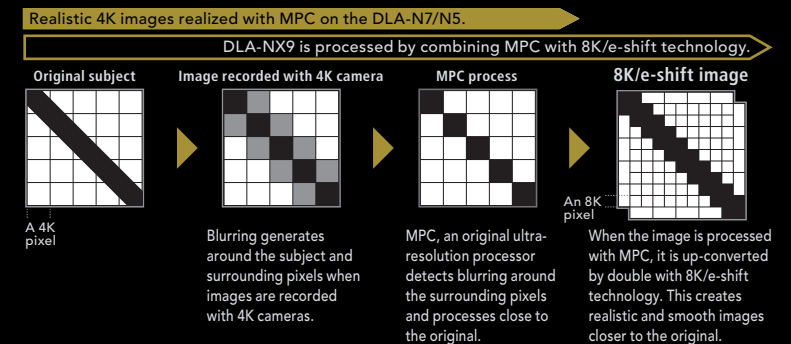 Realistic 4K images realized with MPC on the DLA-N7/N5.
DLA-NX9 is processed by combining MPC with 8K/e-shift technology.
Original subject
Image recorded with 4K camera
MPC process
8K/e-shift image
A 4K
pixel
An 8K
pixel
Blurring generates
around the subject and
surrounding pixels when
images are recorded
with 4K cameras.
MPC, an original ultra-
resolution processor
detects blurring around
the surrounding pixels
and processes close to
the original.
When the image is processed
with MPC, it is up-converted
by double with 8K/e-shift
technology. This creates
realistic and smooth images
closer to the original.